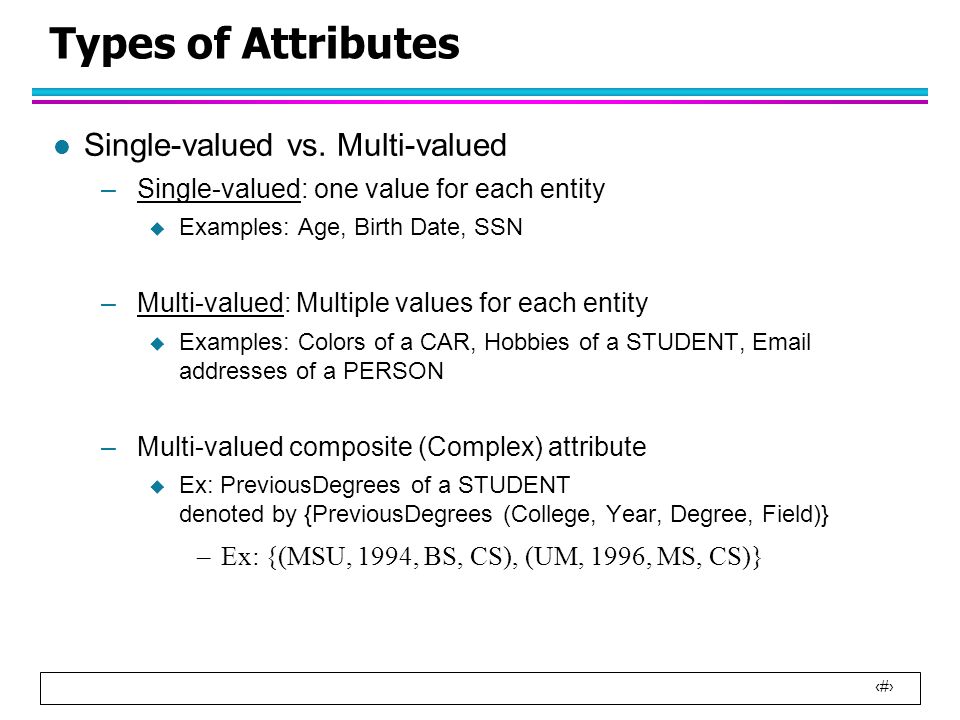 Types of Attributes
● Single-valued vs. Multi-valued
– Single-valued: one value for each entity
◆ Examples: Age, Birth Date, SSN
– Multi-valued: Multiple values for each entity
◆ Examples: Colors of a CAR, Hobbies of a STUDENT, Email
addresses of a PERSON
– Multi-valued composite (Complex) attribute
◆ Ex: PreviousDegrees of a STUDENT
denoted by {PreviousDegrees (College, Year, Degree, Field)}
– Ex: {(MSU, 1994, BS, CS), (UM, 1996, MS, CS)}
‹#›